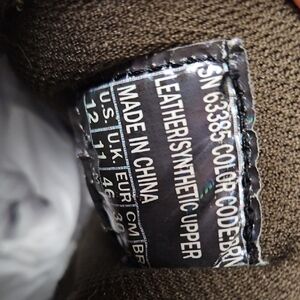 SN 63385 COLOR CODE:BRN
LEATHER/SYNTHETIC UPPER
MADE IN CHINA
U.S. U.K. EUR CM BR
12 11 46 30